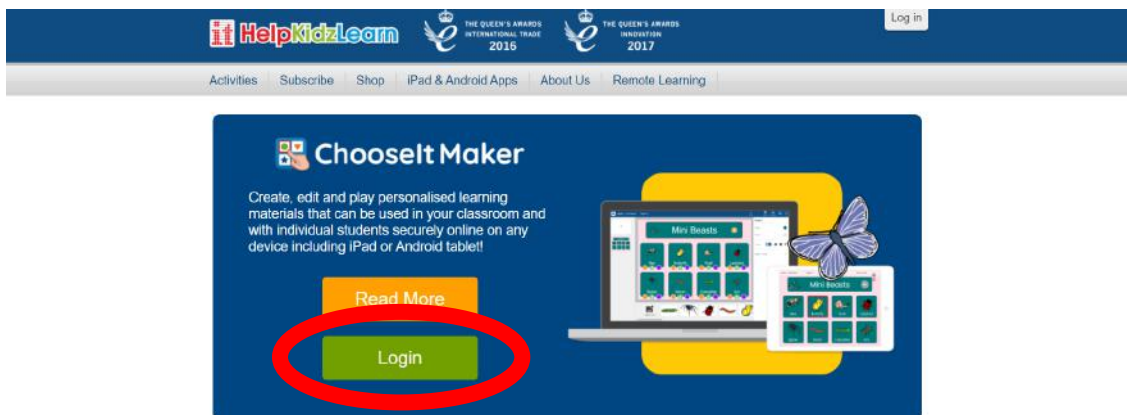 HelpKidzLearn
THE QUEEN'S AWARDS
INTERNATIONAL TRADE
2016
THE QUEEN'S AWARDS
INNOVATION
2017
Log in
Activities Subscribe Shop iPad & Android Apps About Us Remote Learning
ChooseIt Maker
Create, edit and play personalised learning
materials that can be used in your classroom and
with individual students securely online on any
device including iPad or Android tablet!
Read More
Login
Mini Beasts
Mini Beasts